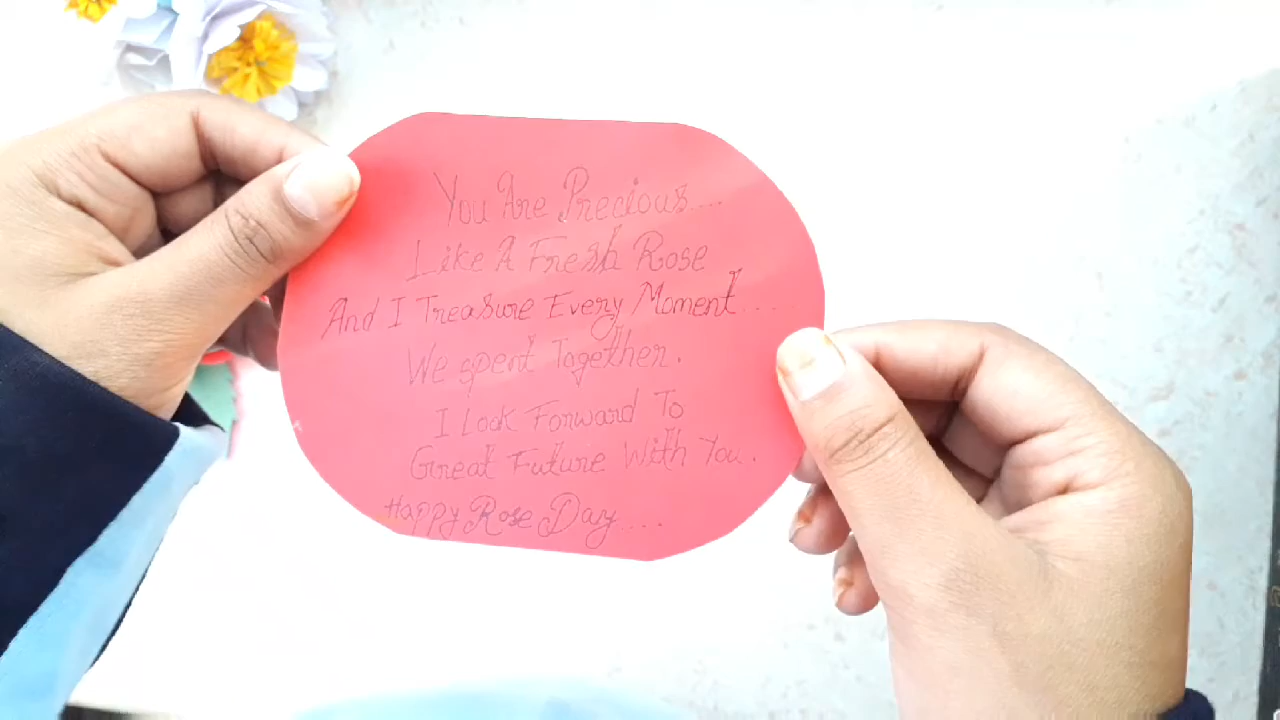 You Are Precious....
Like A Fresh Rose
And I Treasure Every Moment....
We spent Together.
I Look Forward To
Great Future With You.
Happy Rose Day....